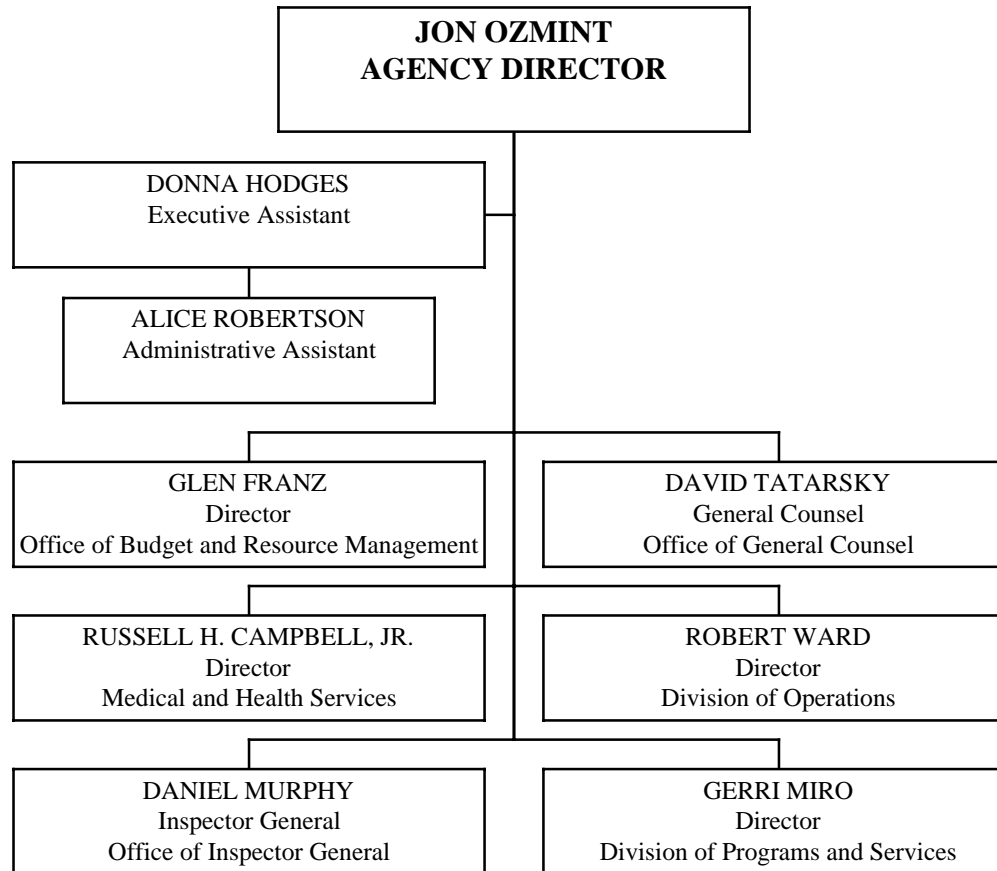 JON OZMINT
AGENCY DIRECTOR
DONNA HODGES
Executive Assistant
ALICE ROBERTSON
Administrative Assistant
GLEN FRANZ
Director
Office of Budget and Resource Management
DAVID TATARSKY
General Counsel
Office of General Counsel
RUSSELL H. CAMPBELL, JR.
Director
Medical and Health Services
ROBERT WARD
Director
Division of Operations
DANIEL MURPHY
Inspector General
Office of Inspector General
GERRI MIRO
Director
Division of Programs and Services